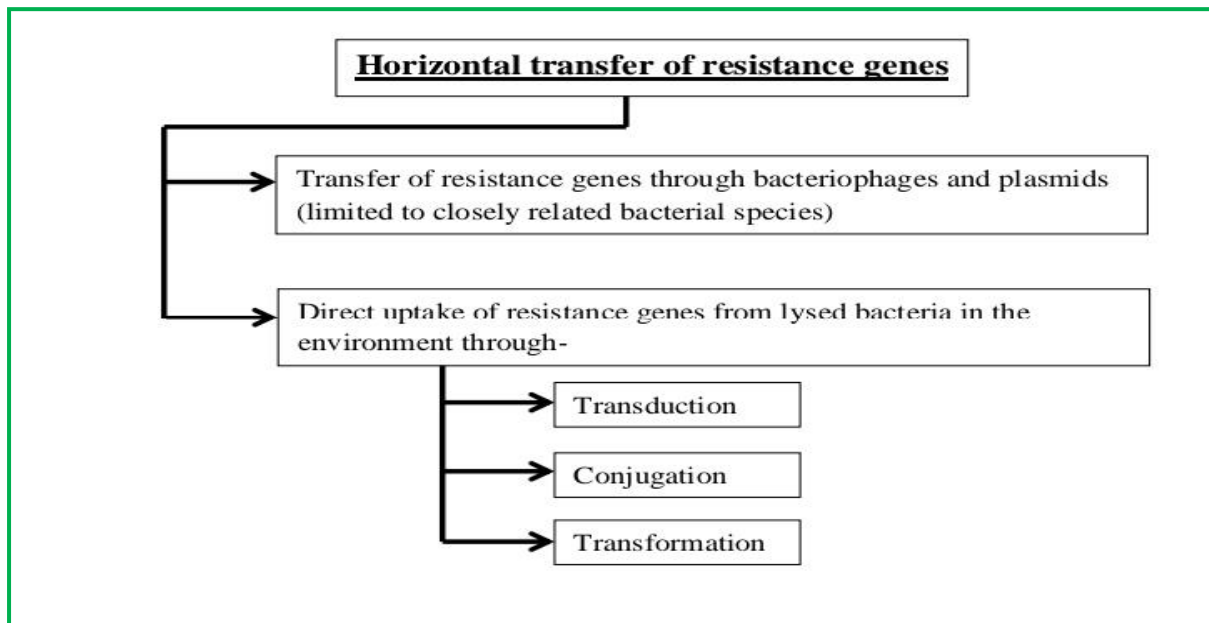 Horizontal transfer of resistance genes
Transfer of resistance genes through bacteriophages and plasmids
(limited to closely related bacterial species)
Direct uptake of resistance genes from lysed bacteria in the
environment through-
Transduction
Conjugation
Transformation